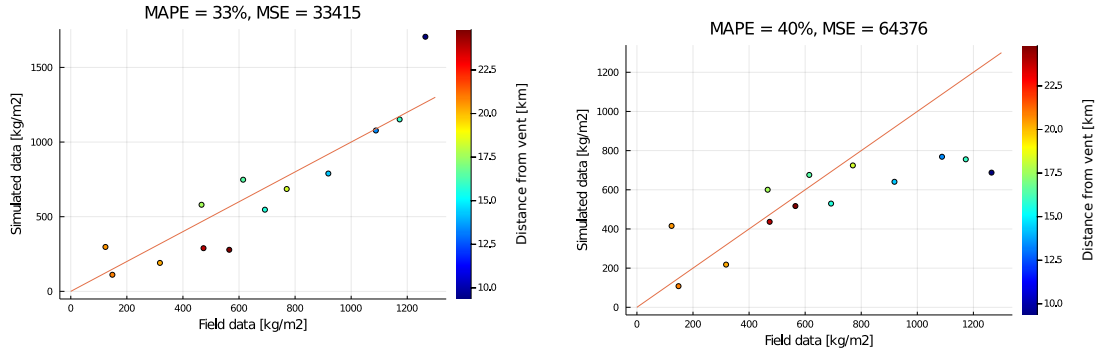 MAPE = 33%, MSE = 33415
Simulated data [kg/m2]
1500
1000
500
0
0 200 400 600 800 1000 1200
Field data [kg/m2]
22.5
20.0
17.5
15.0
12.5
10.0
Distance from vent [km]
MAPE = 40%, MSE = 64376
Simulated data [kg/m2]
1200
1000
800
600
400
200
0
0 200 400 600 800 1000 1200
Field data [kg/m2]
22.5
20.0
17.5
15.0
12.5
10.0
Distance from vent [km]